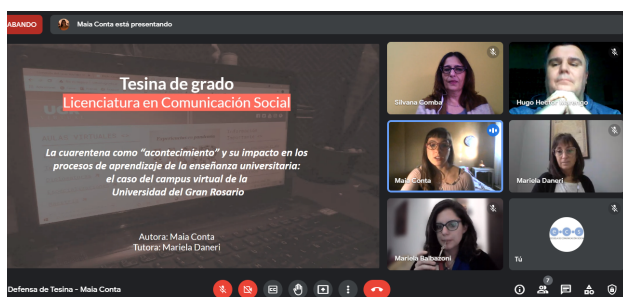 ABANDO
Maia Conta está presentando
Tesina de grado
Licenciatura en Comunicación Social
La cuarentena como "acontecimiento" y su impacto en los
procesos de aprendizaje de la enseñanza universitaria:
el caso del campus virtual de la
Universidad del Gran Rosario
Autora: Maia Conta
Tutora: Mariela Daneri
Silvana Comba
Hugo Hector
Maia Conta
Mariela Daneri
Mariela Balbazoni
Tú
7
Defensa de Tesina - Maia Conta